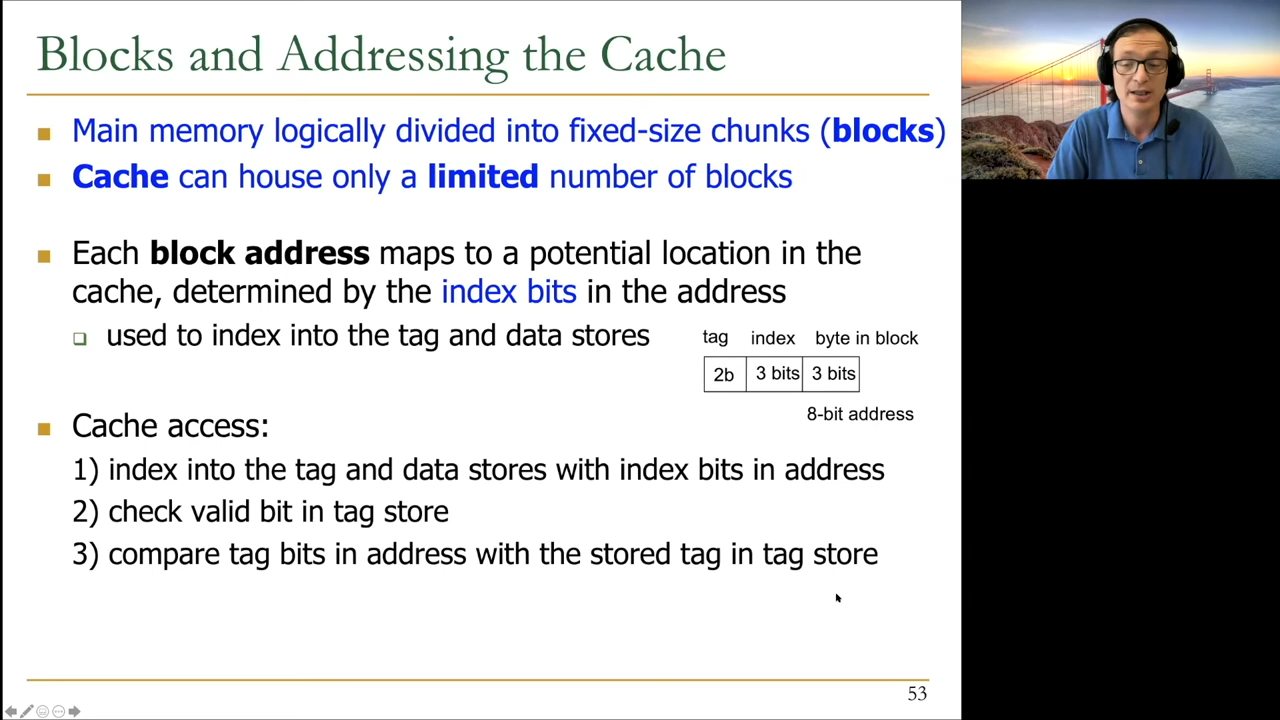 Blocks and Addressing the Cache
Main memory logically divided into fixed-size chunks (blocks)
Cache can house only a limited number of blocks
Each block address maps to a potential location in the
cache, determined by the index bits in the address
used to index into the tag and data stores
tag index byte in block
2b 3 bits 3 bits
8-bit address
Cache access:
1) index into the tag and data stores with index bits in address
2) check valid bit in tag store
3) compare tag bits in address with the stored tag in tag store
53